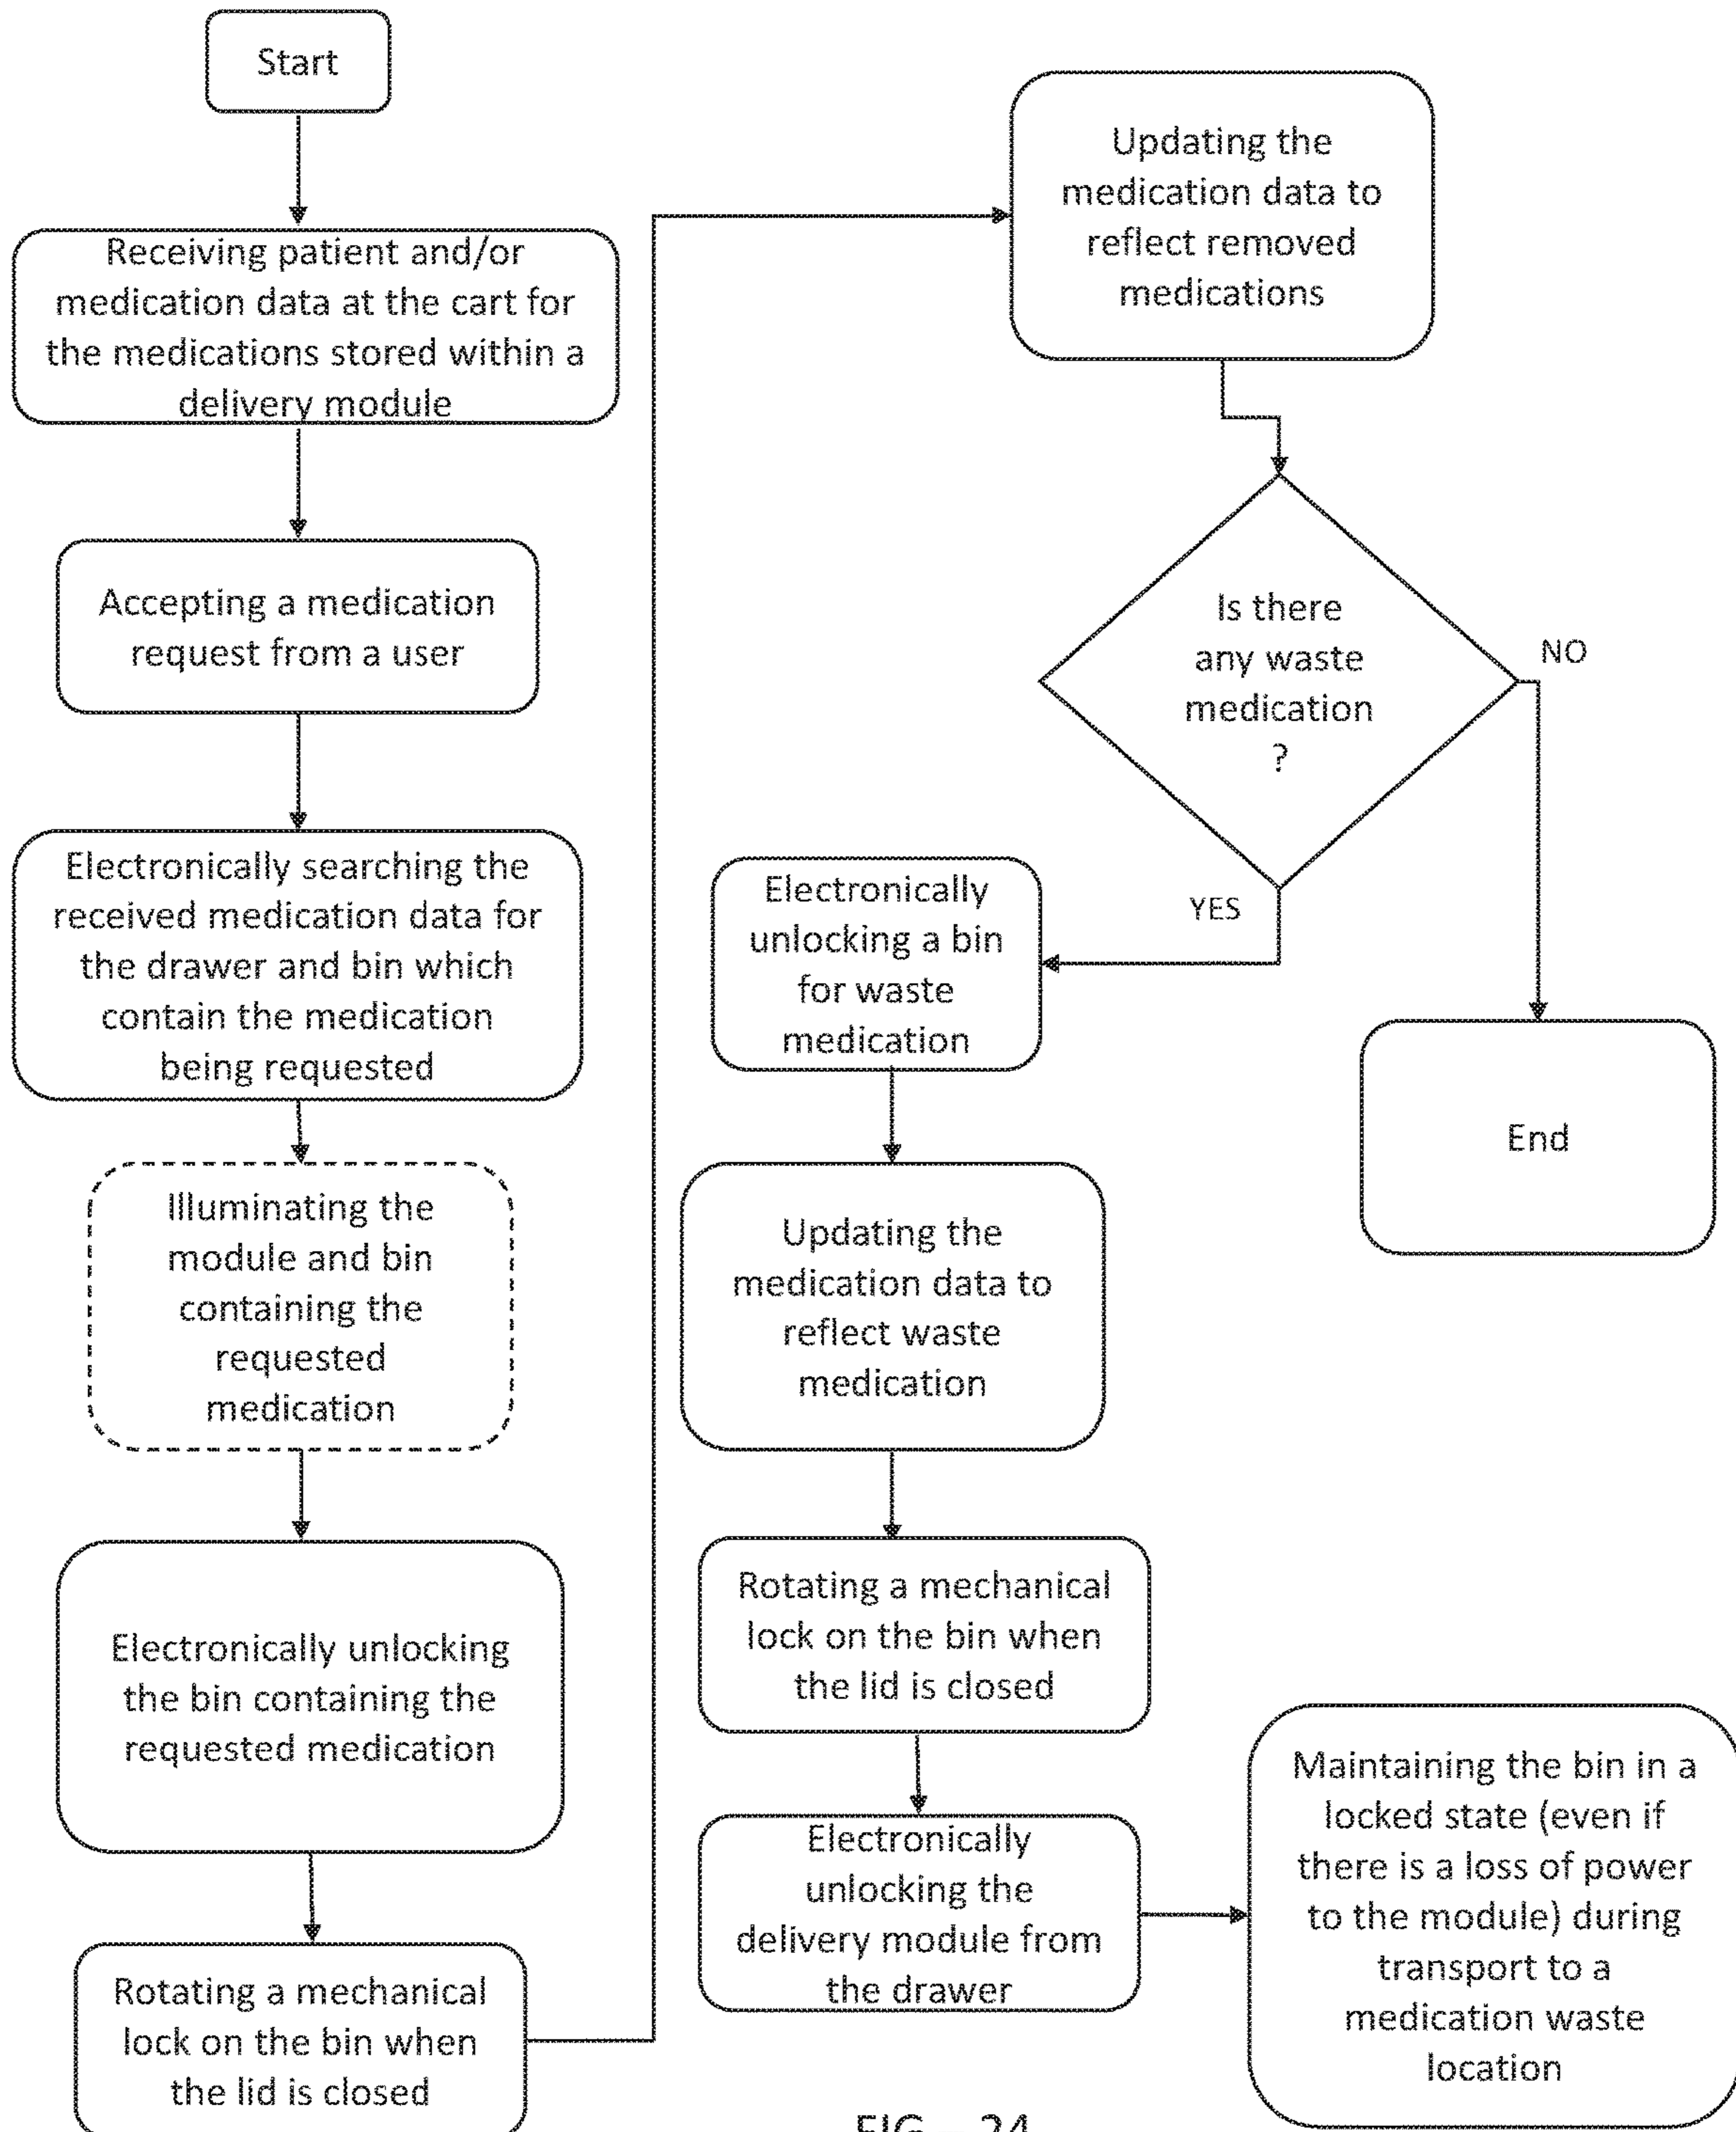 Start
Receiving patient and/or
medication data at the cart for
the medications stored within a
delivery module
Accepting a medication
request from a user
Electronically searching the
received medication data for
the drawer and bin which
contain the medication
being requested
Illuminating the
module and bin
containing the
requested
medication
Electronically unlocking
the bin containing the
requested medication
Rotating a mechanical
lock on the bin when
the lid is closed
Updating the
medication data to
reflect removed
medications
Is there
any waste
medication
?
NO
YES
End
Electronically
unlocking a bin
for waste
medication
Updating the
medication data to
reflect waste
medication
Rotating a mechanical
lock on the bin when
the lid is closed
Electronically
unlocking the
delivery module from
the drawer
Maintaining the bin in a
locked state (even if
there is a loss of power
to the module) during
transport to a
medication waste
location
FIG - 24